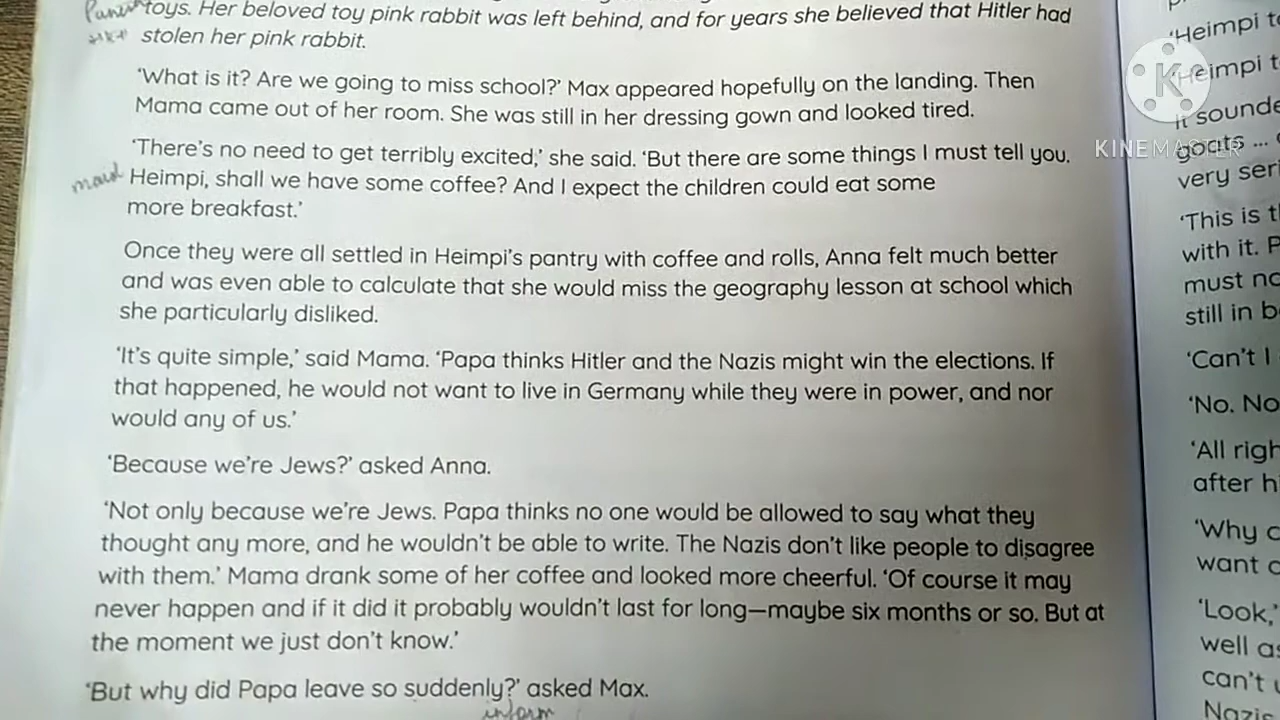 toys. Her beloved toy pink rabbit was left behind, and for years she believed that Hitler had
stolen her pink rabbit.
'What is it? Are we going to miss school?' Max appeared hopefully on the landing. Then
Mama came out of her room. She was still in her dressing gown and looked tired.
'There's no need to get terribly excited,' she said. 'But there are some things I must tell you.
maid
Heimpi, shall we have some coffee? And I expect the children could eat some
more breakfast.'
Once they were all settled in Heimpi's pantry with coffee and rolls, Anna felt much better
and was even able to calculate that she would miss the geography lesson at school which
she particularly disliked.
'It's quite simple,' said Mama. 'Papa thinks Hitler and the Nazis might win the elections. If
that happened, he would not want to live in Germany while they were in power, and nor
would any of us.'
'Because we're Jews?' asked Anna.
'Not only because we're Jews. Papa thinks no one would be allowed to say what they
thought any more, and he wouldn't be able to write. The Nazis don't like people to disagree
with them.' Mama drank some of her coffee and looked more cheerful. 'Of course it may
never happen and if it did it probably wouldn't last for long—maybe six months or so. But at
the moment we just don't know.'
'But why did Papa leave so suddenly?' asked Max.
inform
'Heimpi
'Heimpi
It
goats ...
very
'This is
with it.
must
still in
'Can't I
'No. No
'All
after
'Why
want
'Look,'
well
can't
K
KINEMASTER